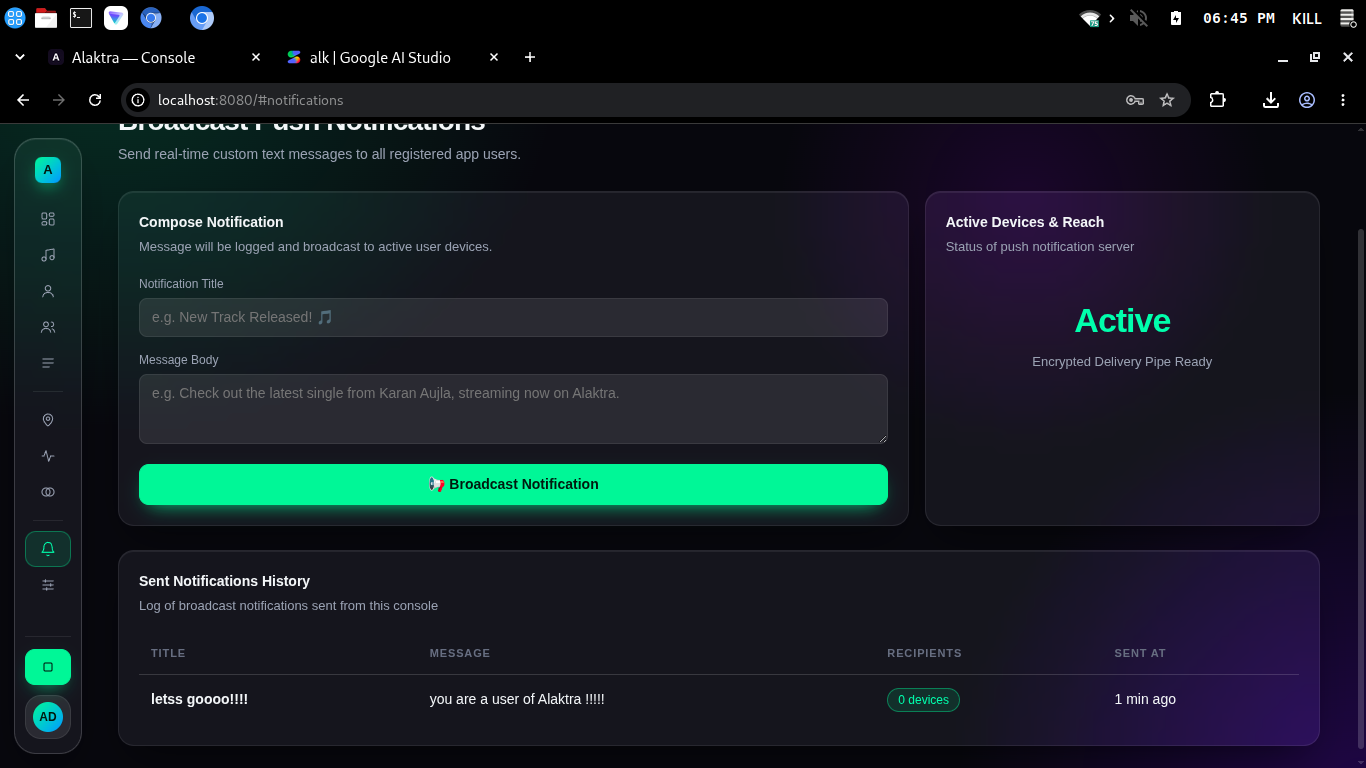 06:45 PM KILL
A Alaktra — Console
alk | Google AI Studio
localhost:8080/#notifications
Broadcast Push Notifications
Send real-time custom text messages to all registered app users.
A
Compose Notification
Message will be logged and broadcast to active user devices.
Notification Title
e.g. New Track Released! 🎵
Message Body
e.g. Check out the latest single from Karan Aujla, streaming now on Alaktra.
📢 Broadcast Notification
Active Devices & Reach
Status of push notification server
Active
Encrypted Delivery Pipe Ready
Sent Notifications History
Log of broadcast notifications sent from this console
TITLE MESSAGE RECIPIENTS SENT AT
letss goooo!!!! you are a user of Alaktra !!!!! 0 devices 1 min ago
AD